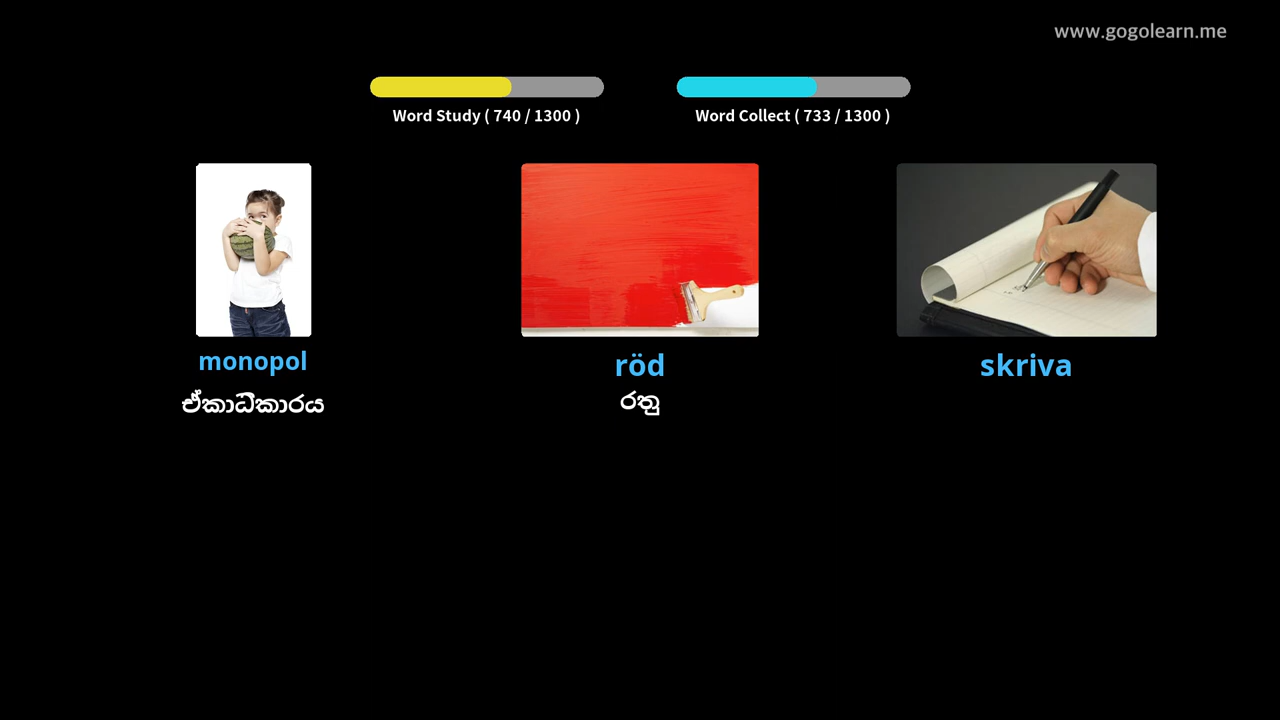 www.gogolearn.me
Word Study ( 740 / 1300 )
Word Collect ( 733 / 1300 )
monopol
röd
skriva
ඒකාධිකාරය
රතු